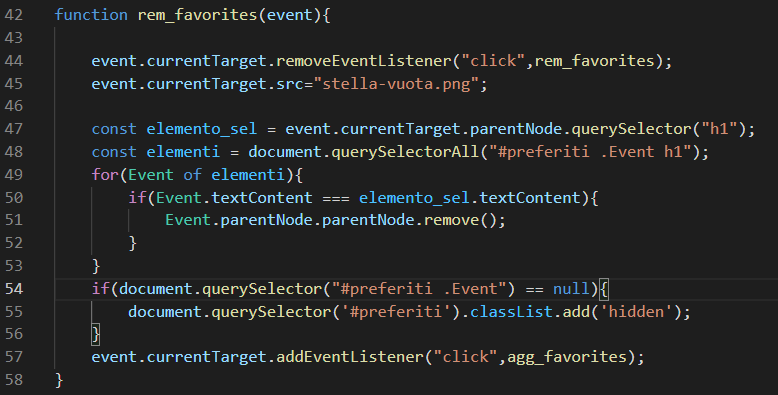 42 function rem_favorites(event){
43
44     event.currentTarget.removeEventListener("click",rem_favorites);
45     event.currentTarget.src="stella-vuota.png";
46
47     const elemento_sel = event.currentTarget.parentNode.querySelector("h1");
48     const elementi = document.querySelectorAll("#preferiti .Event h1");
49     for(Event of elementi){
50         if(Event.textContent === elemento_sel.textContent){
51             Event.parentNode.parentNode.remove();
52         }
53     }
54     if(document.querySelector("#preferiti .Event") == null){
55         document.querySelector('#preferiti').classList.add('hidden');
56     }
57     event.currentTarget.addEventListener("click",agg_favorites);
58 }